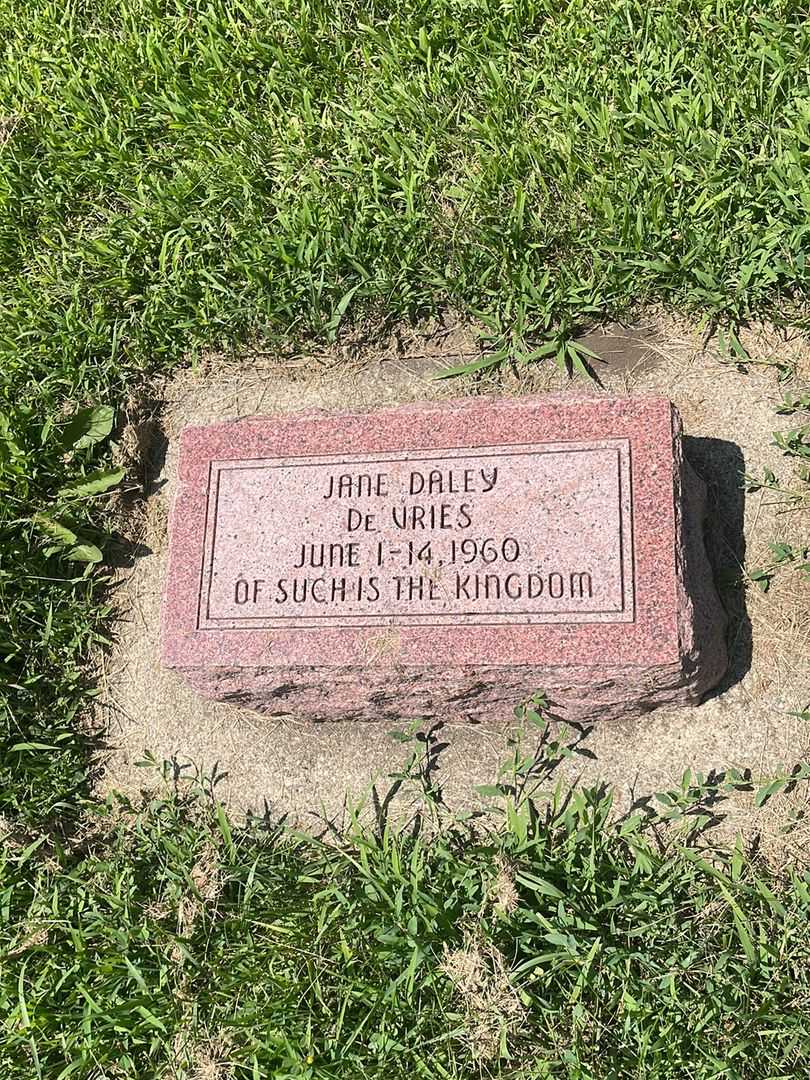 JANE DALEY
De VRIES
JUNE 1-14, 1960
OF SUCH IS THE KINGDOM